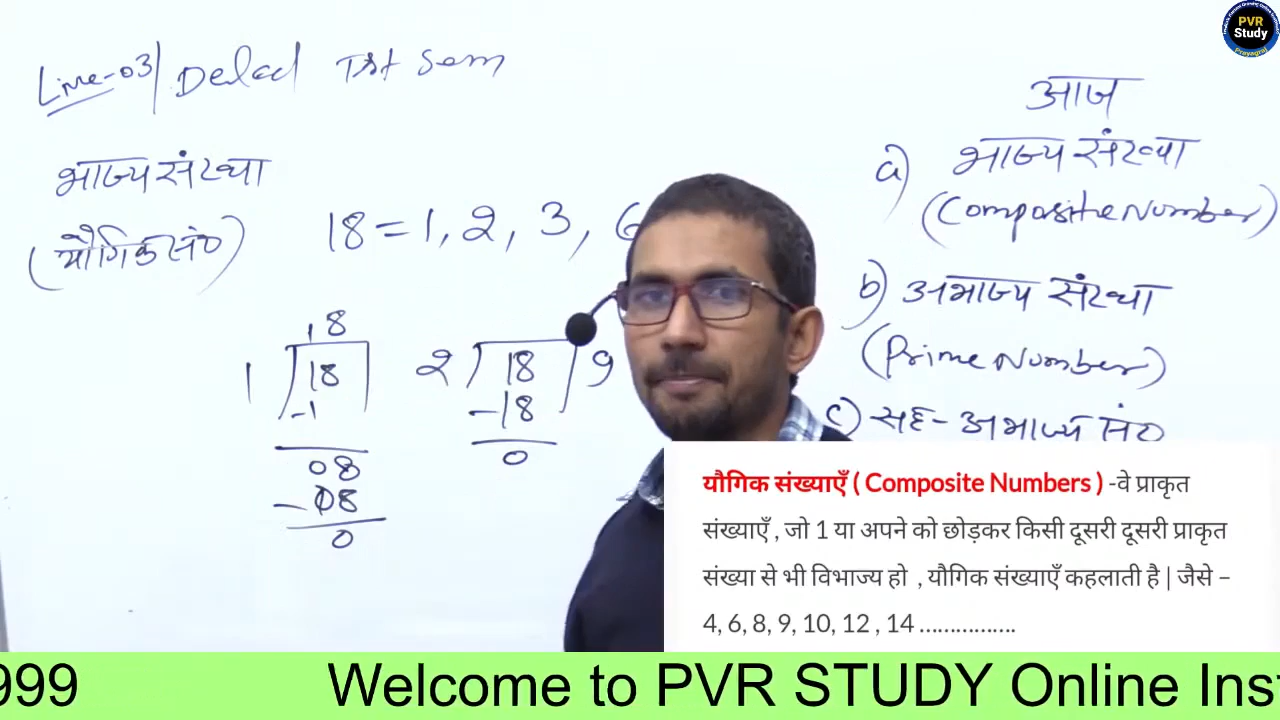 Live-03/ Deled Ist Sem
भाज्य संख्या
(यौगिक सं०)
18 = 1, 2, 3, 6
18
1 18
-1
08
-08
0
2 18 9
-18
0
आज
a) भाज्य संख्या
(Composite Number)
b) अभाज्य संख्या
(Prime Number)
c) सह-अभाज्य सं०
यौगिक संख्याएँ ( Composite Numbers ) -वे प्राकृत
संख्याएँ , जो 1 या अपने को छोड़कर किसी दूसरी दूसरी प्राकृत
संख्या से भी विभाज्य हो , यौगिक संख्याएँ कहलाती है | जैसे –
4, 6, 8, 9, 10, 12 , 14 …………….
999 Welcome to PVR STUDY Online Inst
PVR
Study
Prayagraj